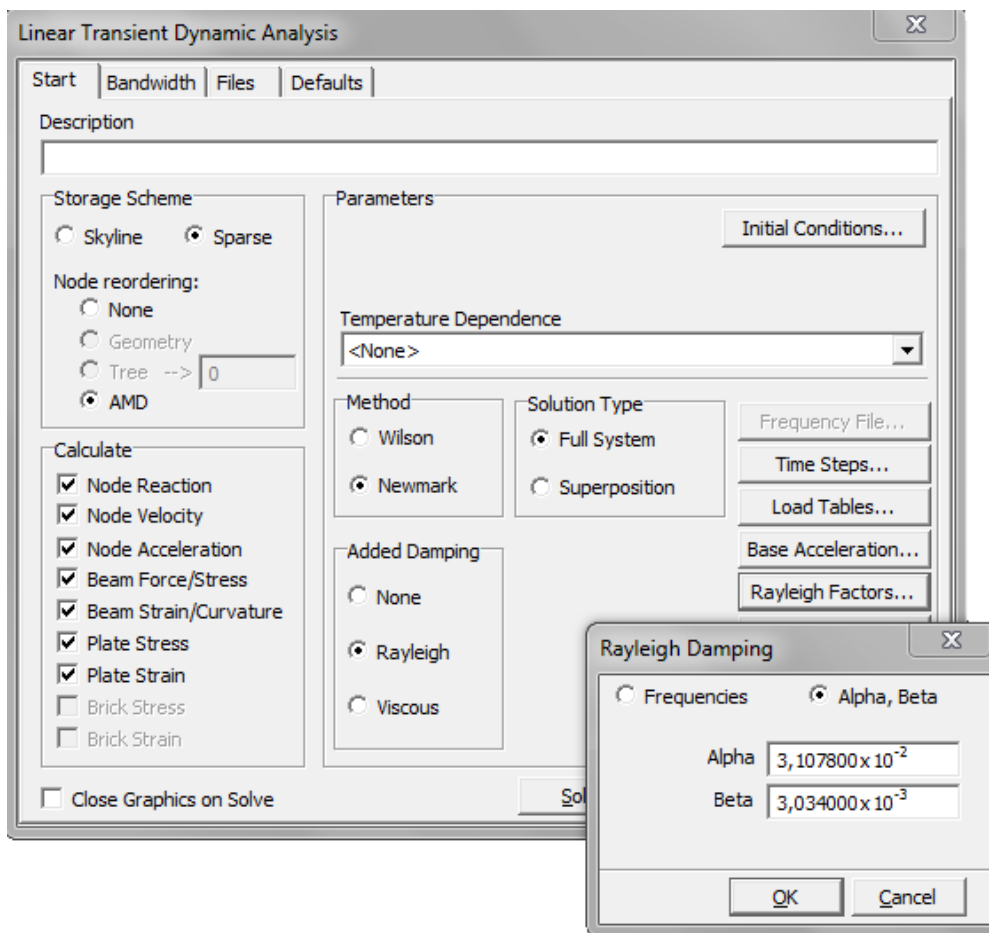 Linear Transient Dynamic Analysis
Start Bandwidth Files Defaults
Description
Storage Scheme
Skyline Sparse
Node reordering:
None
Geometry
Tree --> 0
AMD
Calculate
Node Reaction
Node Velocity
Node Acceleration
Beam Force/Stress
Beam Strain/Curvature
Plate Stress
Plate Strain
Brick Stress
Brick Strain
Close Graphics on Solve
Parameters
Initial Conditions...
Temperature Dependence
<None>
Method
Wilson
Newmark
Solution Type
Full System
Superposition
Added Damping
None
Rayleigh
Viscous
Frequency File...
Time Steps...
Load Tables...
Base Acceleration...
Rayleigh Factors...
Rayleigh Damping
Frequencies Alpha, Beta
Alpha 3,107800x10⁻²
Beta 3,034000x10⁻³
OK Cancel